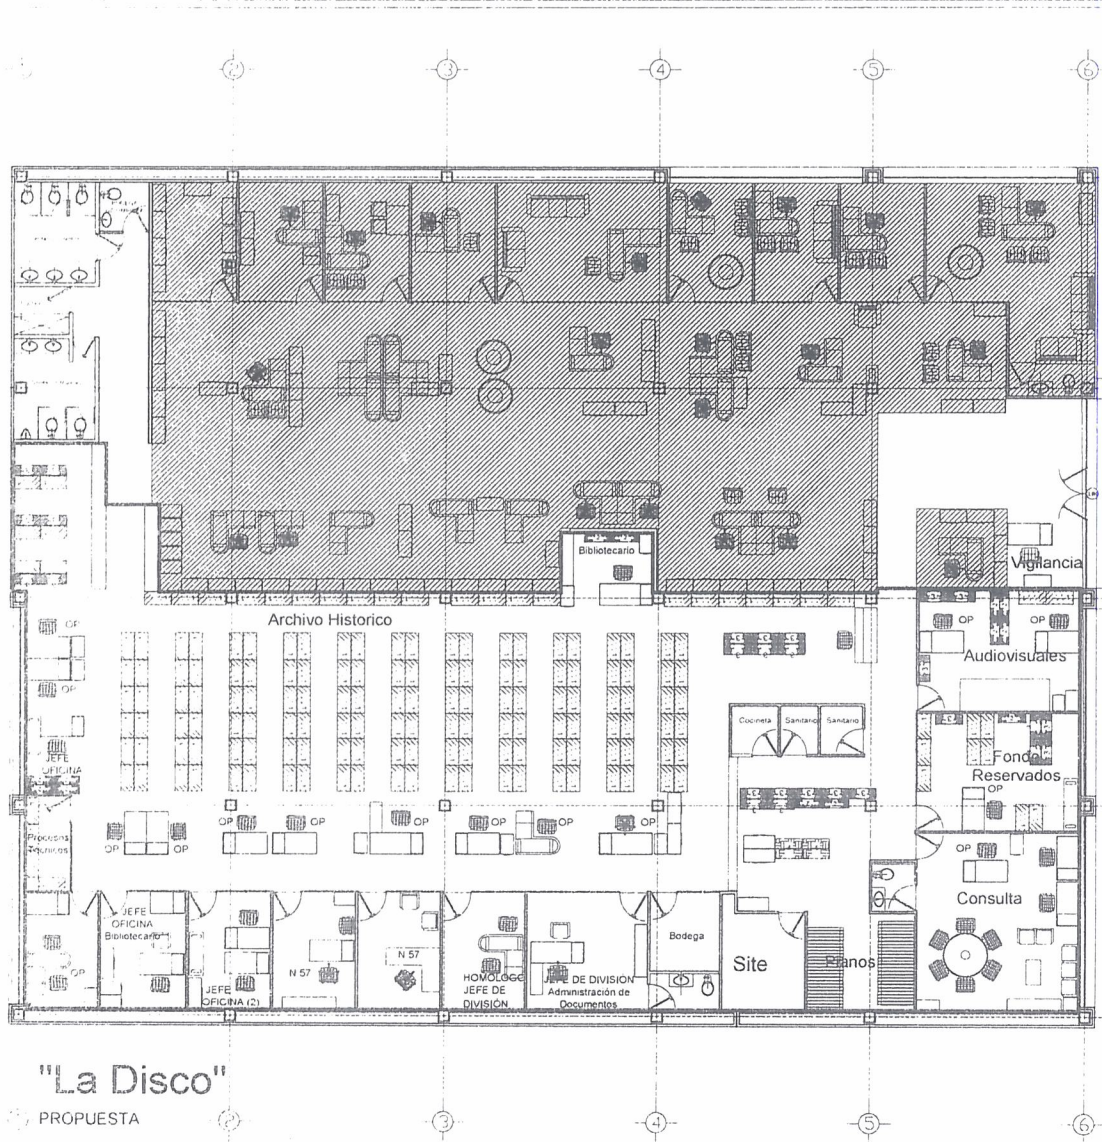 2
3
4
5
6
Bibliotecario
Vigilancia
Archivo Historico
OP
OP
OP
Audiovisuales
OP
Cocineta
Sanitario
Sanitario
JEFE
OFICINA
Fondo
Reservados
OP
OP
OP
OP
OP
OP
OP
OP
OP
Procesos
Técnicos
OP
Consulta
JEFE
OFICINA
Bibliotecario
OP
JEFE
OFICINA (2)
N 57
N 57
HOMOLOGO
JEFE DE
DIVISIÓN
JEFE DE DIVISION
Administración de
Documentos
Bodega
Site
Planos
"La Disco"
PROPUESTA
2
3
4
5
6